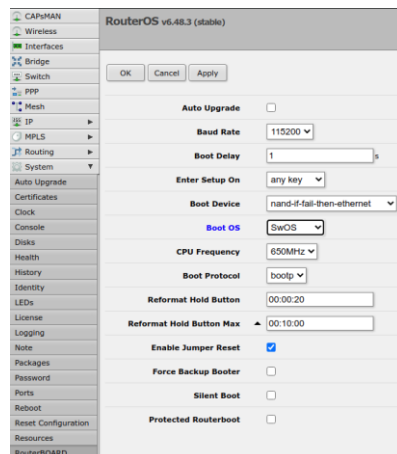 CAPsMAN
Wireless
Interfaces
Bridge
Switch
PPP
Mesh
IP
MPLS
Routing
System
Auto Upgrade
Certificates
Clock
Console
Disks
Health
History
Identity
LEDs
License
Logging
Note
Packages
Password
Ports
Reboot
Reset Configuration
Resources
RouterBOARD
RouterOS v6.48.3 (stable)
OK Cancel Apply
Auto Upgrade
Baud Rate 115200
Boot Delay 1 s
Enter Setup On any key
Boot Device nand-if-fail-then-ethernet
Boot OS SwOS
CPU Frequency 650MHz
Boot Protocol bootp
Reformat Hold Button 00:00:20
Reformat Hold Button Max 00:10:00
Enable Jumper Reset
Force Backup Booter
Silent Boot
Protected Routerboot